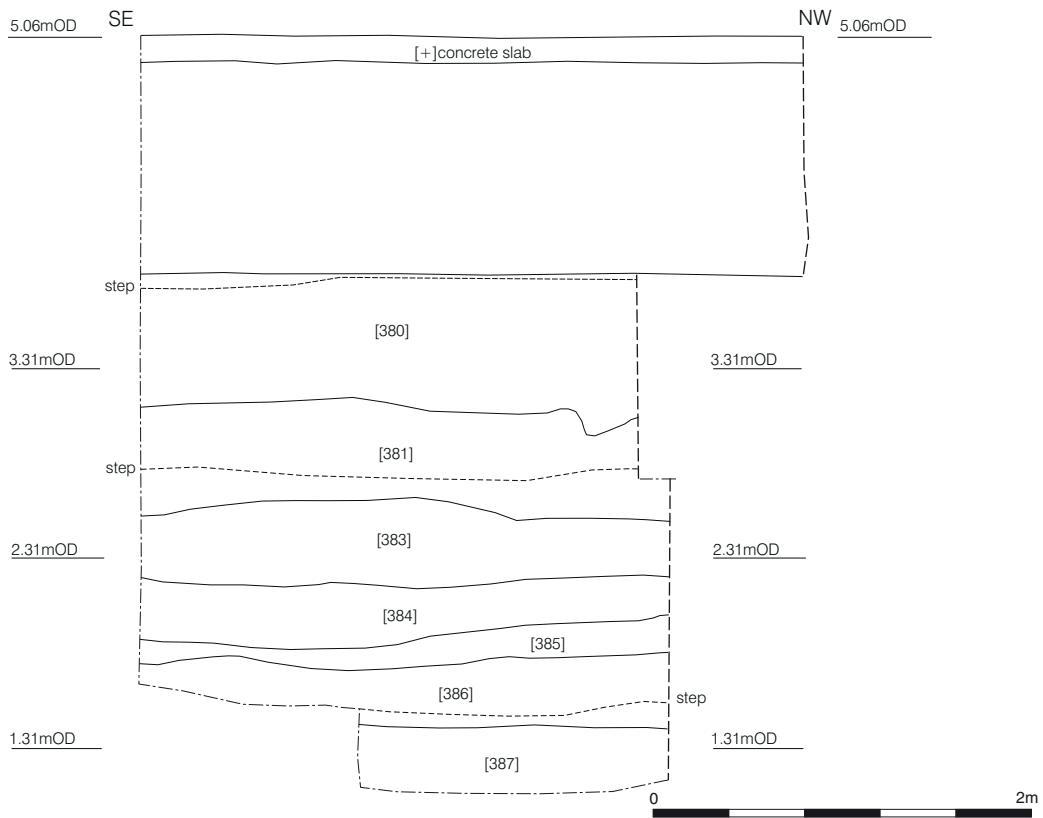 SE
NW
5.06mOD
5.06mOD
[+]concrete slab
step
[380]
3.31mOD
3.31mOD
[381]
step
[383]
2.31mOD
2.31mOD
[384]
[385]
[386]
step
1.31mOD
1.31mOD
[387]
0
2m